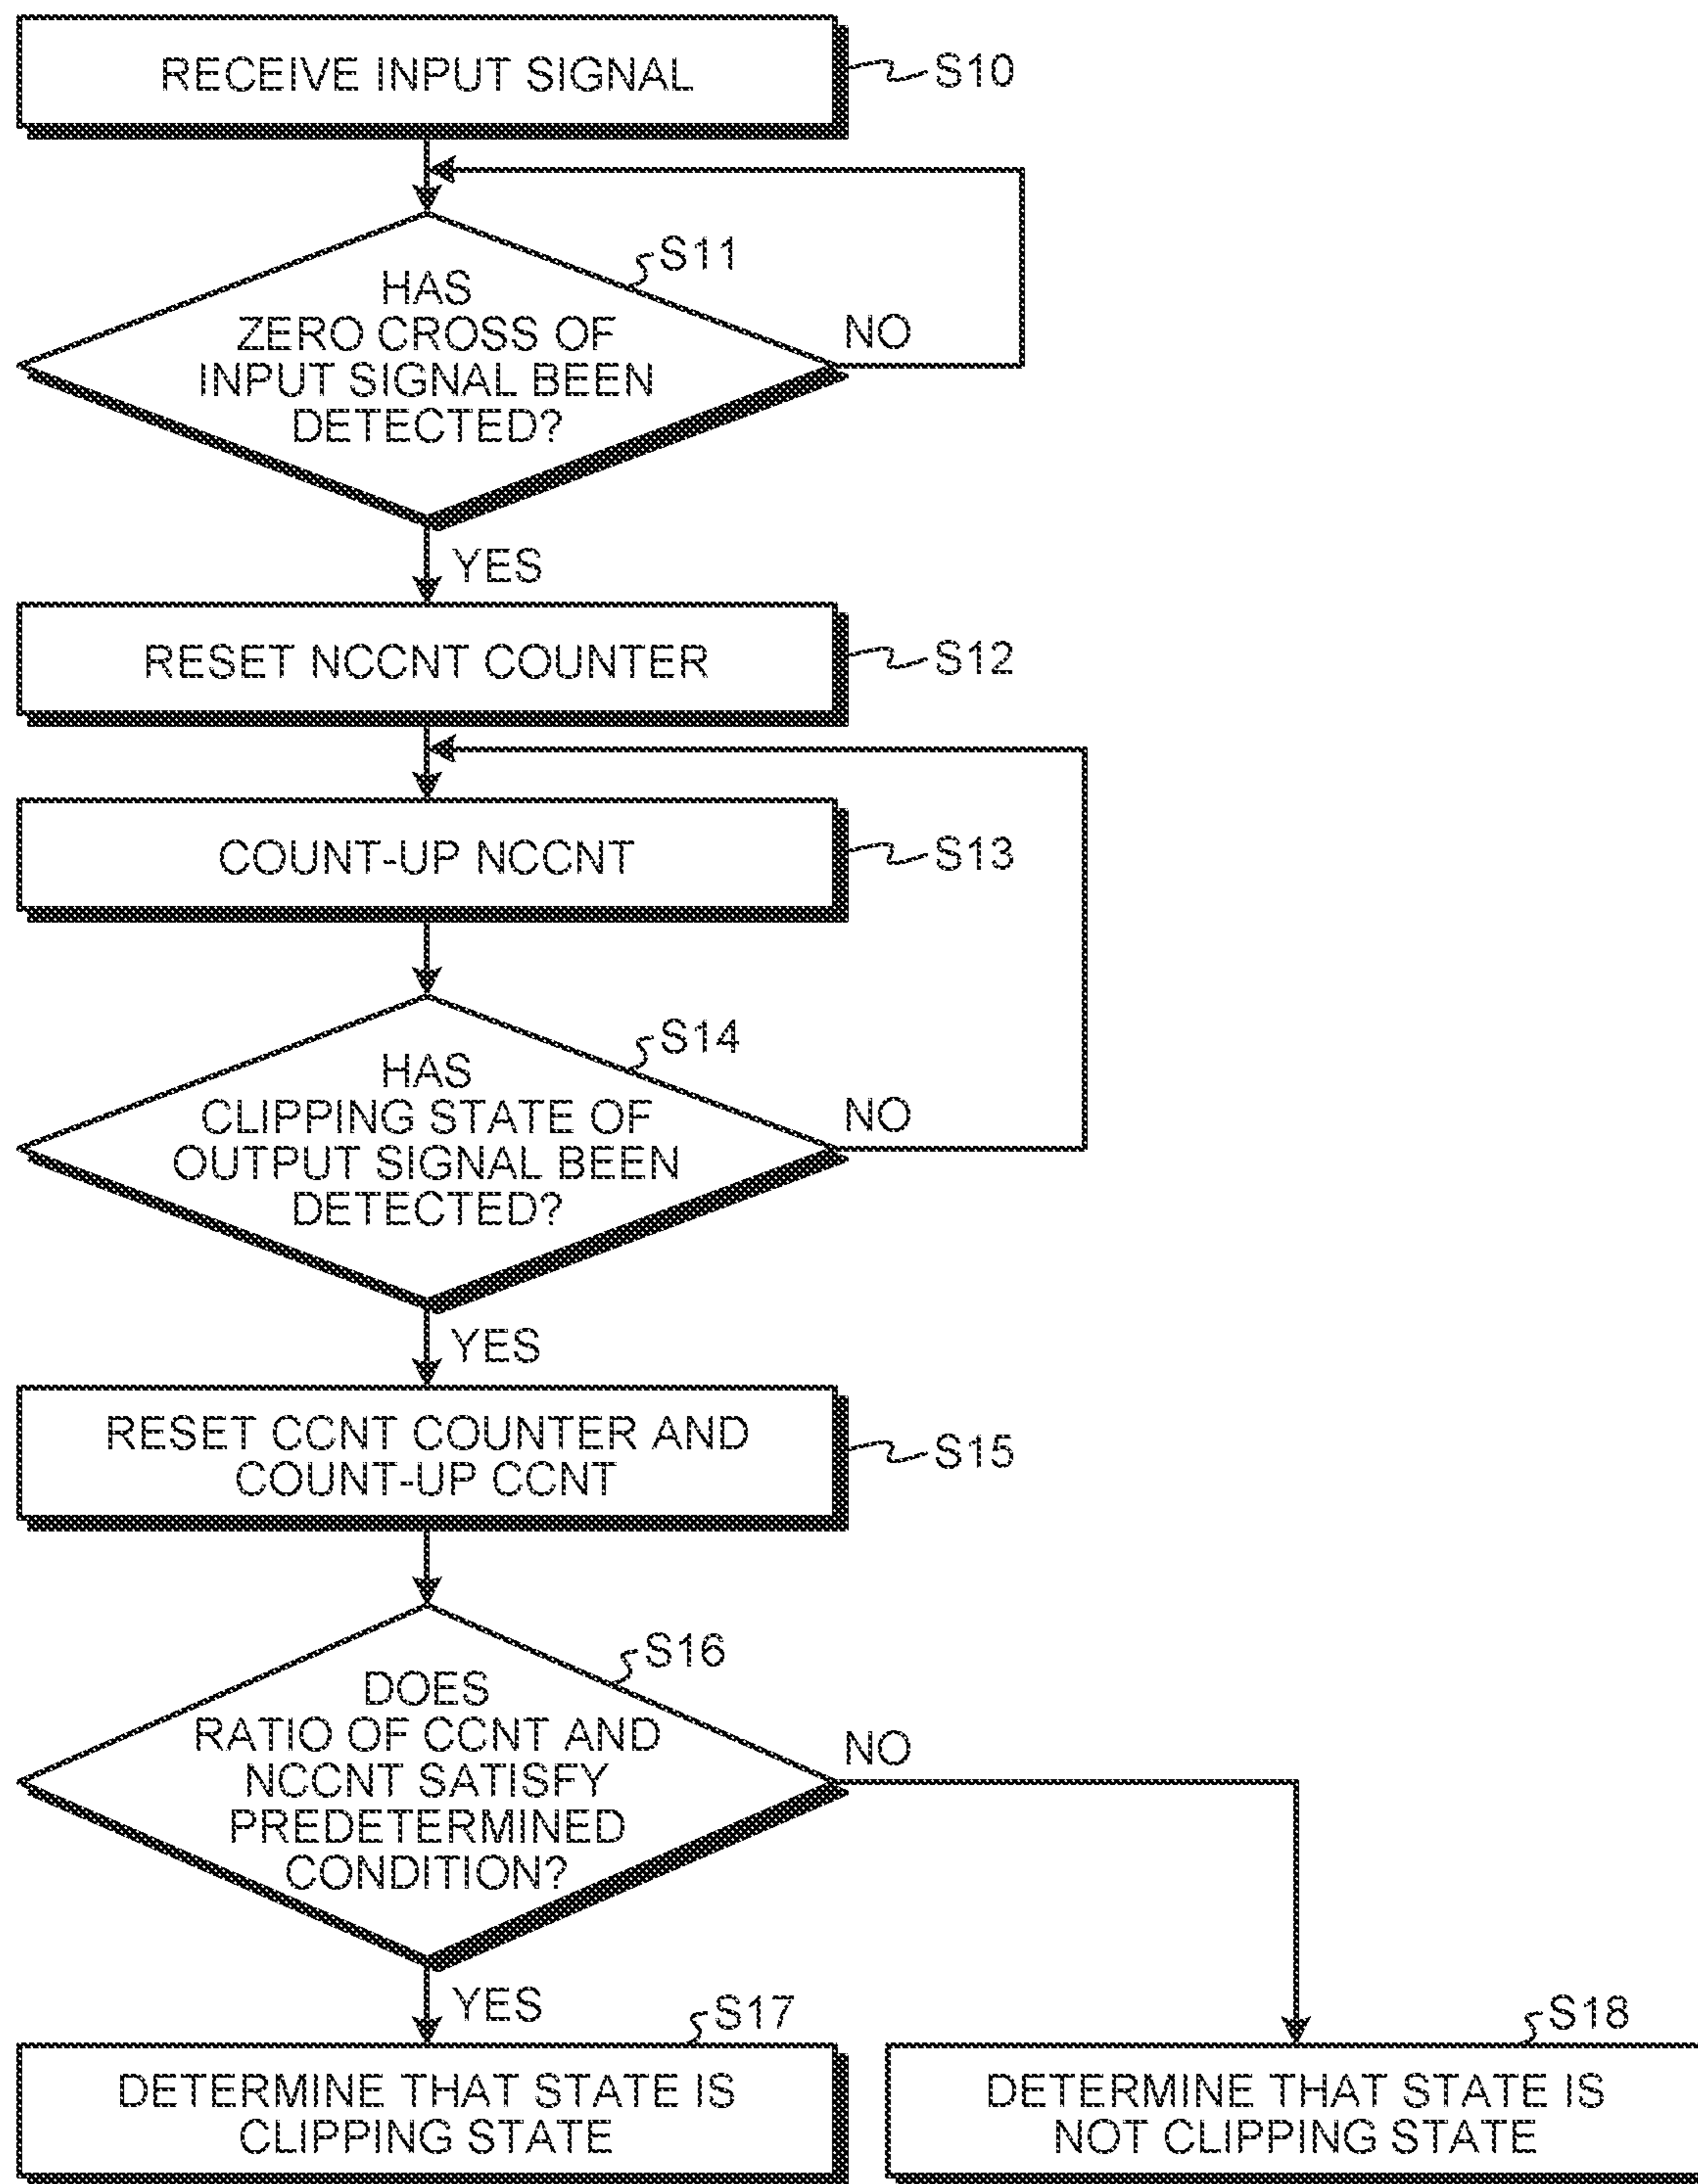 RECEIVE INPUT SIGNAL
S10
S11
HAS
ZERO CROSS OF
INPUT SIGNAL BEEN
DETECTED?
NO
YES
RESET NCCNT COUNTER
S12
COUNT-UP NCCNT
S13
S14
HAS
CLIPPING STATE OF
OUTPUT SIGNAL BEEN
DETECTED?
NO
YES
RESET CCNT COUNTER AND
COUNT-UP CCNT
S15
S16
DOES
RATIO OF CCNT AND
NCCNT SATISFY
PREDETERMINED
CONDITION?
NO
YES
S17
DETERMINE THAT STATE IS
CLIPPING STATE
S18
DETERMINE THAT STATE IS
NOT CLIPPING STATE